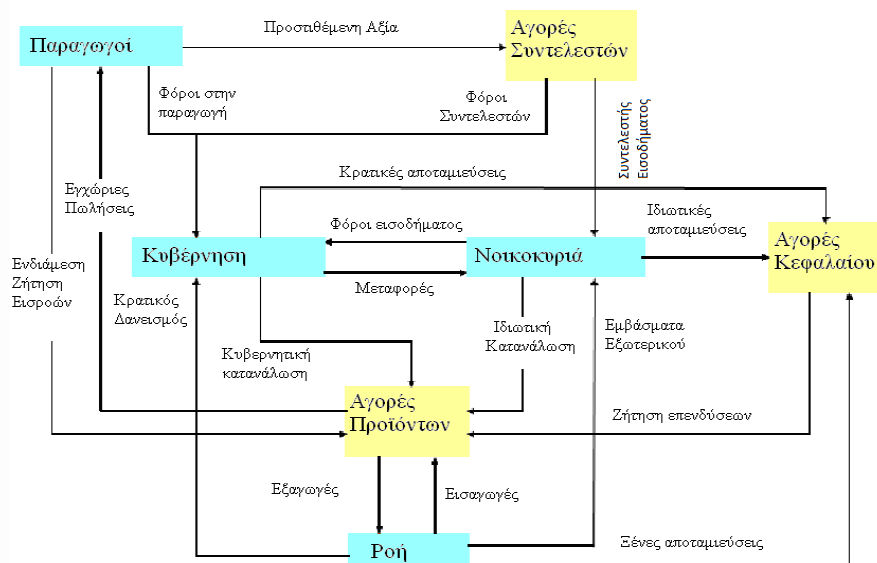 Προστιθέμενη Αξία
Παραγωγοί
Αγορές
Συντελεστών
Φόροι στην
παραγωγή
Φόροι
Συντελεστών
Συντελεστής
Εισοδήματος
Κρατικές αποταμιεύσεις
Εγχώριες
Πωλήσεις
Φόροι εισοδήματος
Ιδιωτικές
αποταμιεύσεις
Κυβέρνηση
Νοικοκυριά
Αγορές
Κεφαλαίου
Ενδιάμεση
Ζήτηση
Εισροών
Μεταφορές
Κρατικός
Δανεισμός
Ιδιωτική
Κατανάλωση
Εμβάσματα
Εξωτερικού
Κυβερνητική
κατανάλωση
Αγορές
Προϊόντων
Ζήτηση επενδύσεων
Εξαγωγές
Εισαγωγές
Ροή
Ξένες αποταμιεύσεις